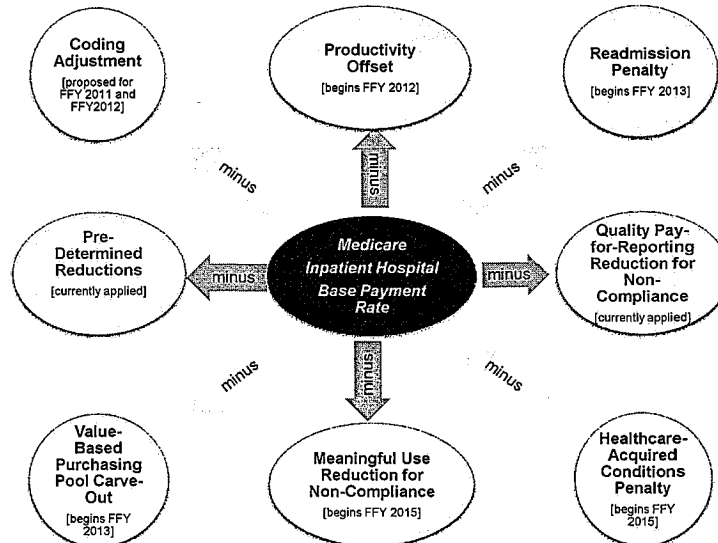 Coding
Adjustment
[proposed for
FFY 2011 and
FFY2012]
Productivity
Offset
[begins FFY 2012]
Readmission
Penalty
[begins FFY 2013]
minus
minus
minus
Pre-
Determined
Reductions
[currently applied]
minus
Medicare
Inpatient Hospital
Base Payment
Rate
minus
Quality Pay-
for-Reporting
Reduction for
Non-
Compliance
[currently applied]
minus
minus
minus
Value-
Based
Purchasing
Pool Carve-
Out
[begins FFY
2013]
Meaningful Use
Reduction for
Non-Compliance
[begins FFY 2015]
Healthcare-
Acquired
Conditions
Penalty
[begins FFY
2015]